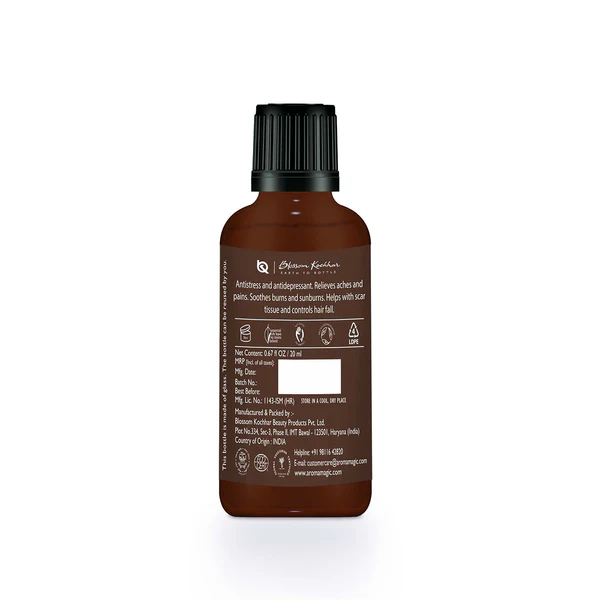 Blossom Kochhar
EARTH TO BOTTLE
Antistress and antidepressant. Relieves aches and
pains. Soothes burns and sunburns. Helps with scar
tissue and controls hair fall.
LDPE
Net Content: 0.67 fl OZ / 20 ml
MRP (Incl. of all taxes):
Mfg. Date:
Batch No.:
Best Before:
Mfg. Lic. No.: 1143-ISM (HR)
STORE IN A COOL, DRY PLACE
Manufactured & Packed by :-
Blossom Kochhar Beauty Products Pvt. Ltd.
Plot No.334, Sec-3, Phase II, IMT Bawal - 123501, Haryana (India)
Country of Origin : INDIA
Helpline: +91 98116 42820
E-mail: customercare@aromamagic.com
www.aromamagic.com
This bottle is made of glass. The bottle can be reused by you.